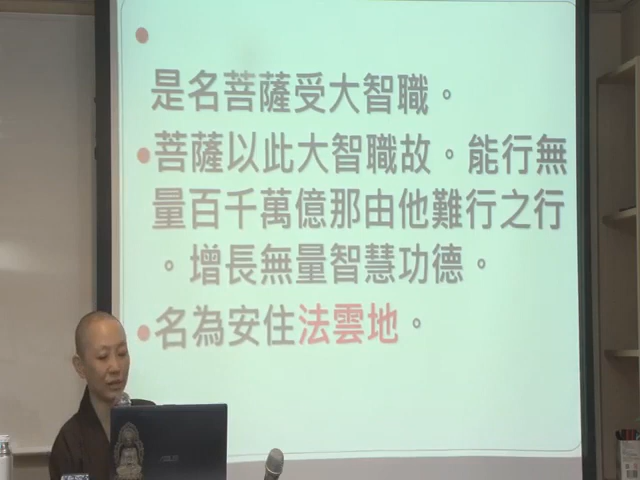 是名菩薩受大智職。
菩薩以此大智職故。能行無
量百千萬億那由他難行之行
。增長無量智慧功德。
名為安住法雲地。
ASUS